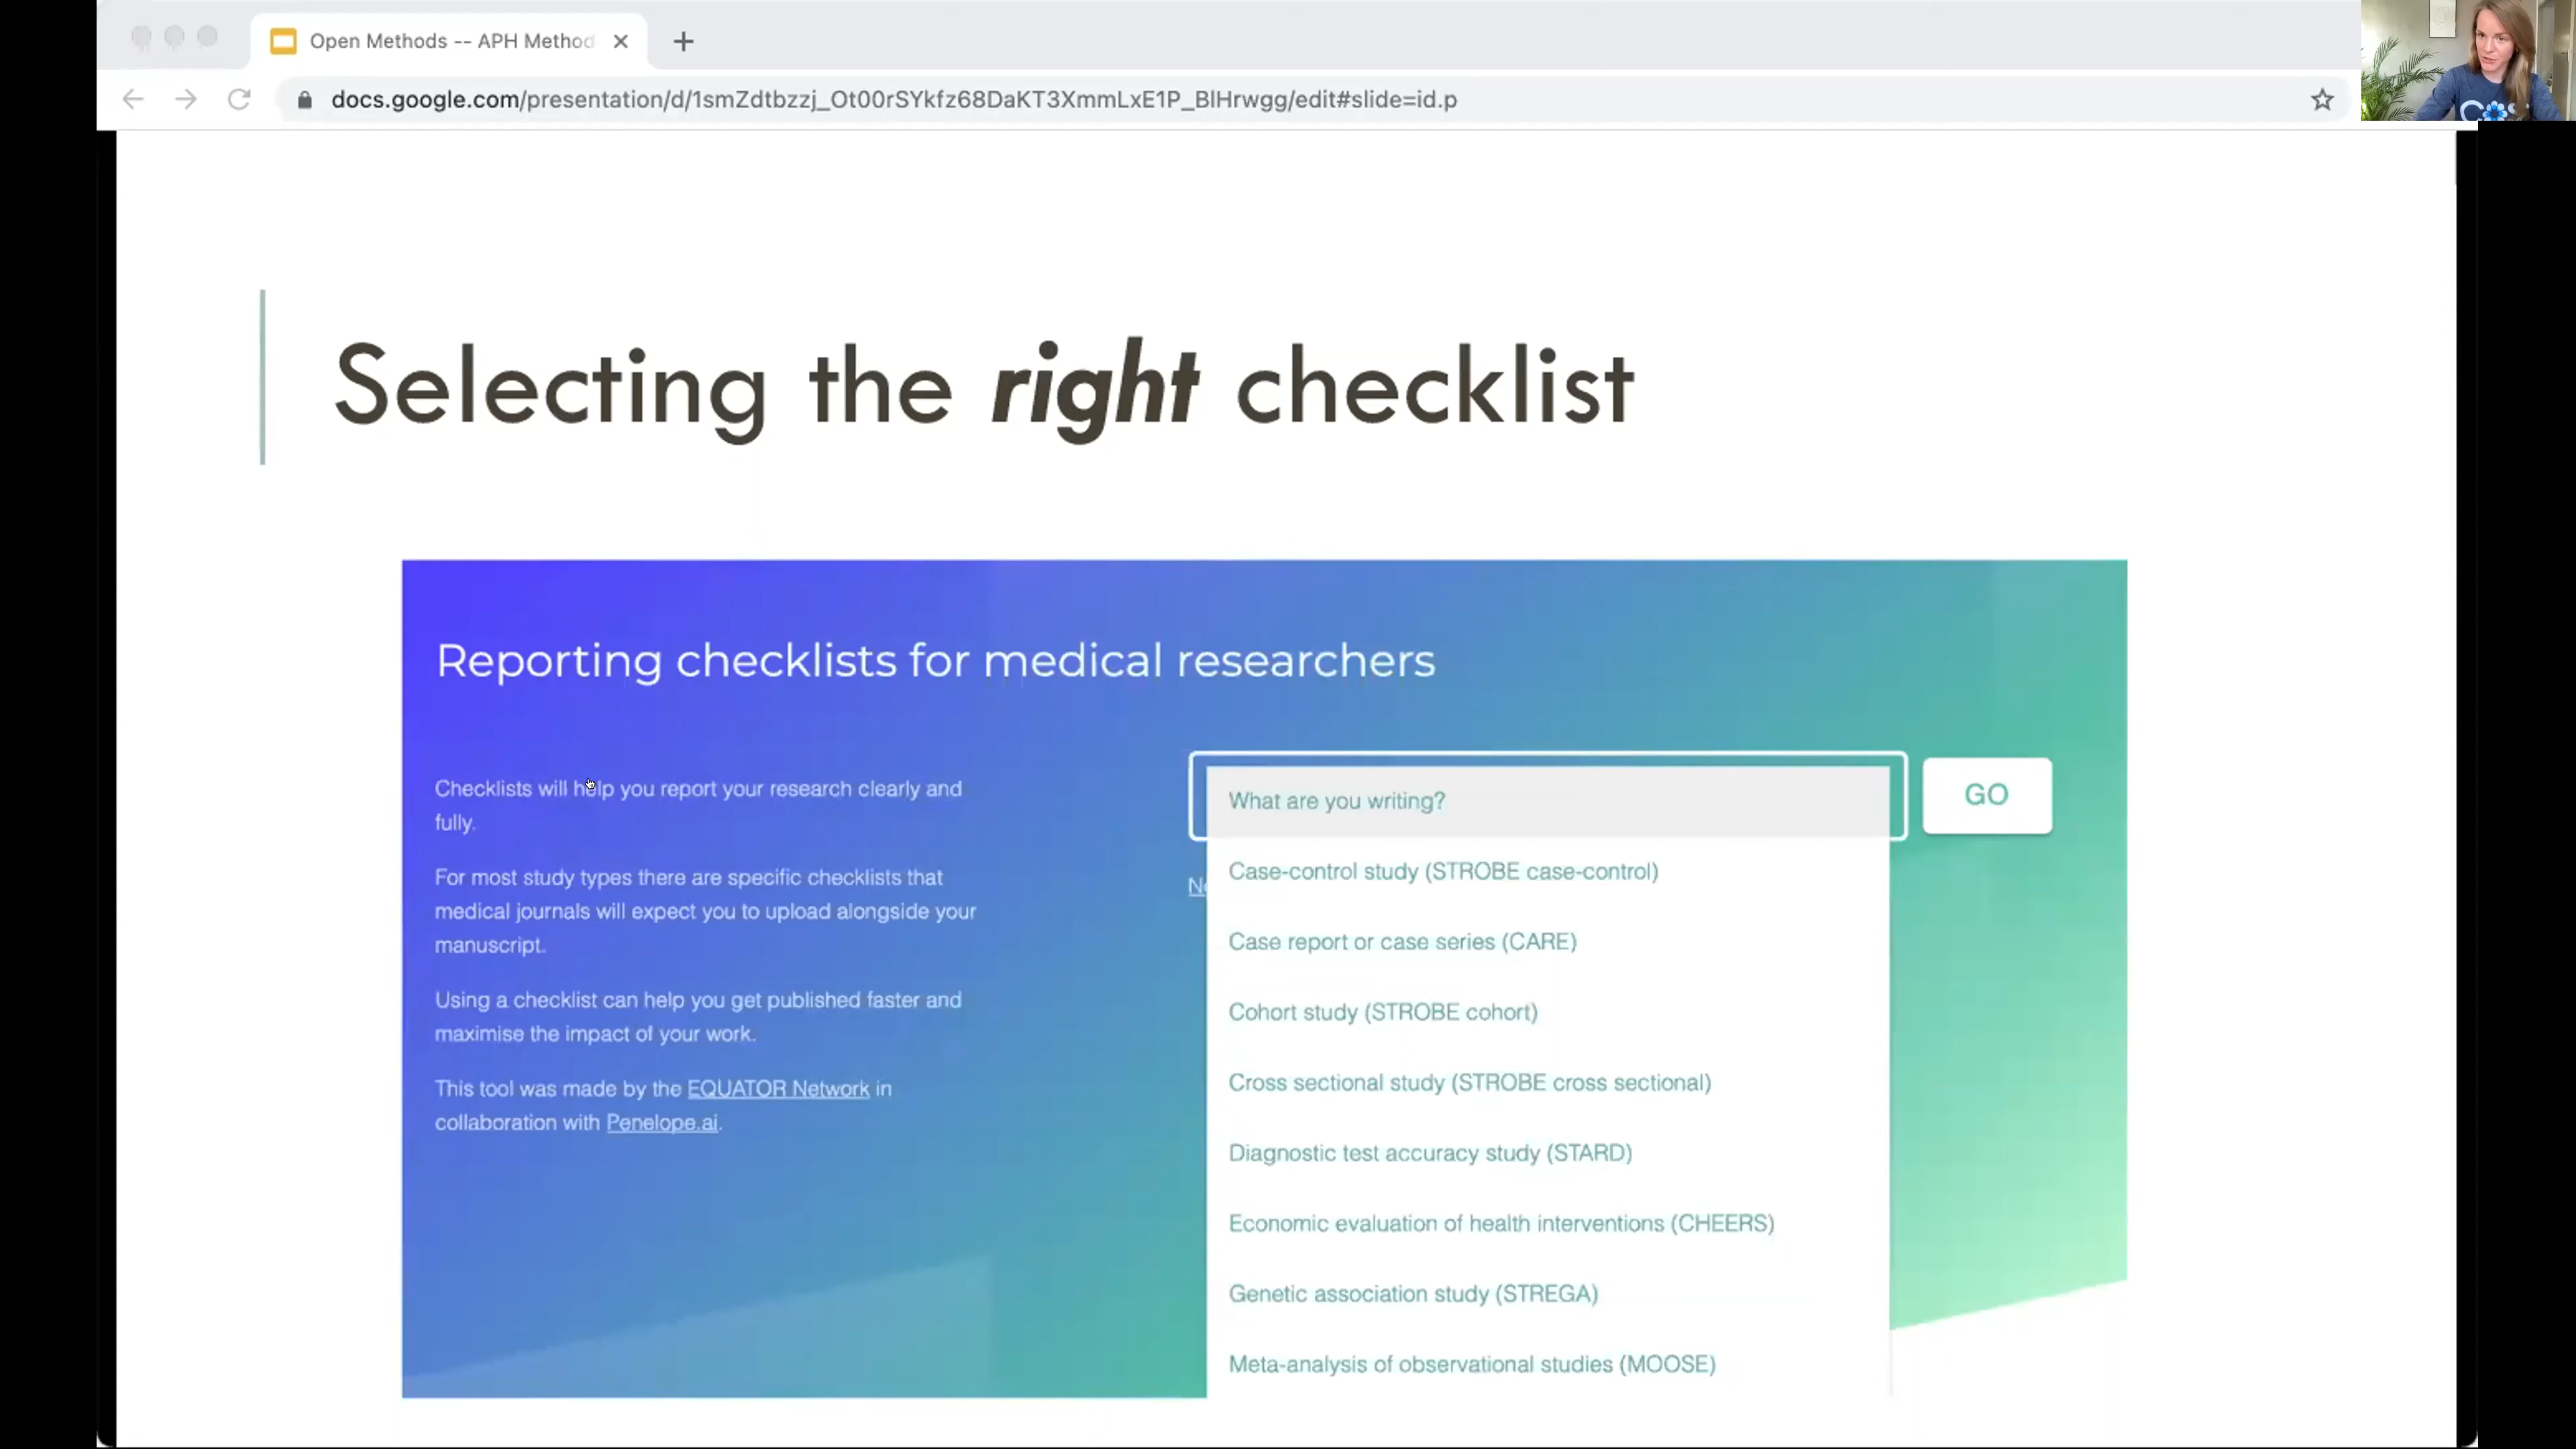 Open Methods -- APH Method
docs.google.com/presentation/d/1smZdtbzzj_Ot00rSYkfz68DaKT3XmmLxE1P_BlHrwgg/edit#slide=id.p
Selecting the right checklist
Reporting checklists for medical researchers
Checklists will help you report your research clearly and
fully.
For most study types there are specific checklists that
medical journals will expect you to upload alongside your
manuscript.
Using a checklist can help you get published faster and
maximise the impact of your work.
This tool was made by the EQUATOR Network in
collaboration with Penelope.ai.
What are you writing?
GO
Case-control study (STROBE case-control)
Case report or case series (CARE)
Cohort study (STROBE cohort)
Cross sectional study (STROBE cross sectional)
Diagnostic test accuracy study (STARD)
Economic evaluation of health interventions (CHEERS)
Genetic association study (STREGA)
Meta-analysis of observational studies (MOOSE)